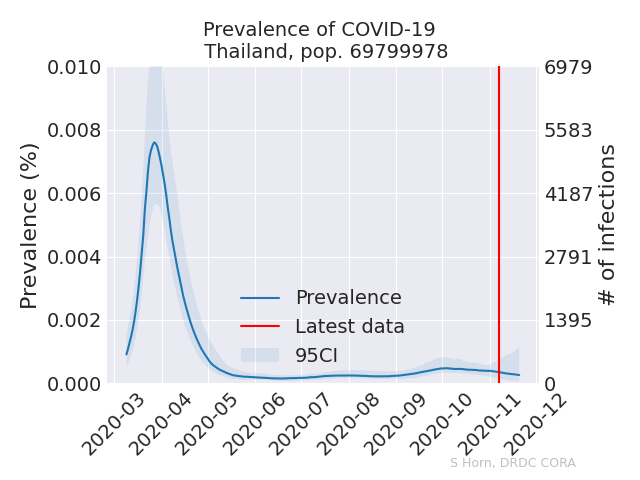 Prevalence of COVID-19
Thailand, pop. 69799978
Prevalence (%)
0.010
0.008
0.006
0.004
0.002
0.000
6979
5583
4187
2791
1395
0
# of infections
Prevalence
Latest data
95CI
2020-03
2020-04
2020-05
2020-06
2020-07
2020-08
2020-09
2020-10
2020-11
2020-12
S Horn, DRDC CORA